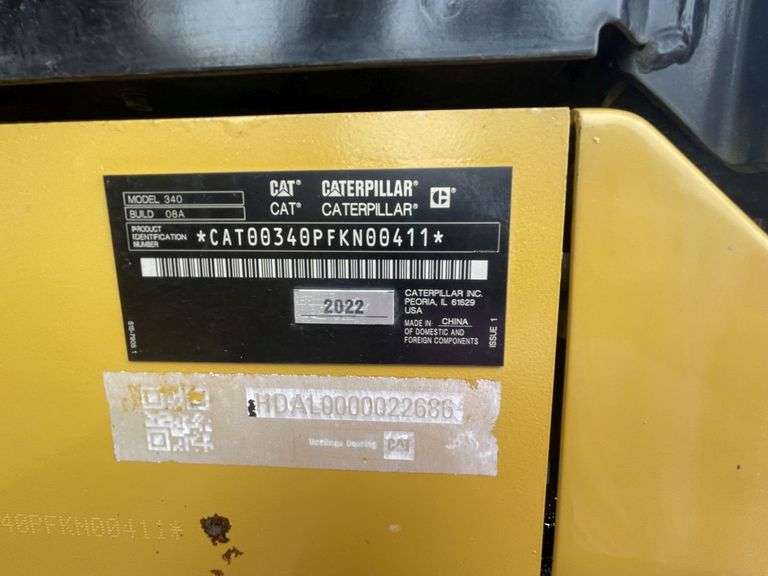 CAT® CATERPILLAR® C®
CAT® CATERPILLAR®
MODEL 340
BUILD 08A
PRODUCT IDENTIFICATION NUMBER
*CAT00340PFKN00411*
2022
CATERPILLAR INC.
PEORIA, IL 61629
USA
MADE IN CHINA
OF DOMESTIC AND
FOREIGN COMPONENTS
ISSUE 1
HDAL0000022686
CAT
40PFKN00411*